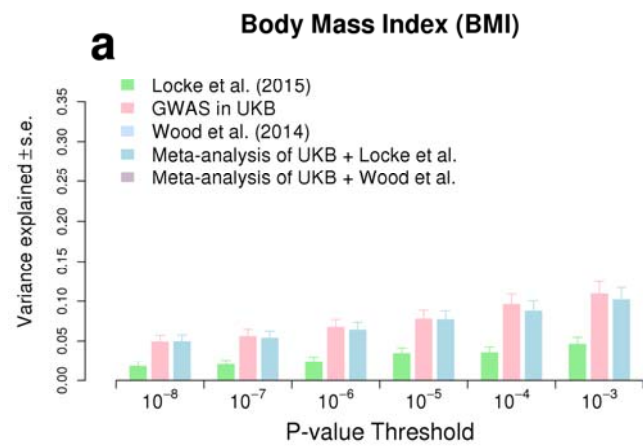 a
Body Mass Index (BMI)
Locke et al. (2015)
GWAS in UKB
Wood et al. (2014)
Meta-analysis of UKB + Locke et al.
Meta-analysis of UKB + Wood et al.
Variance explained ± s.e.
0.35
0.30
0.25
0.20
0.15
0.10
0.05
0.00
10⁻⁸ 10⁻⁷ 10⁻⁶ 10⁻⁵ 10⁻⁴ 10⁻³
P-value Threshold